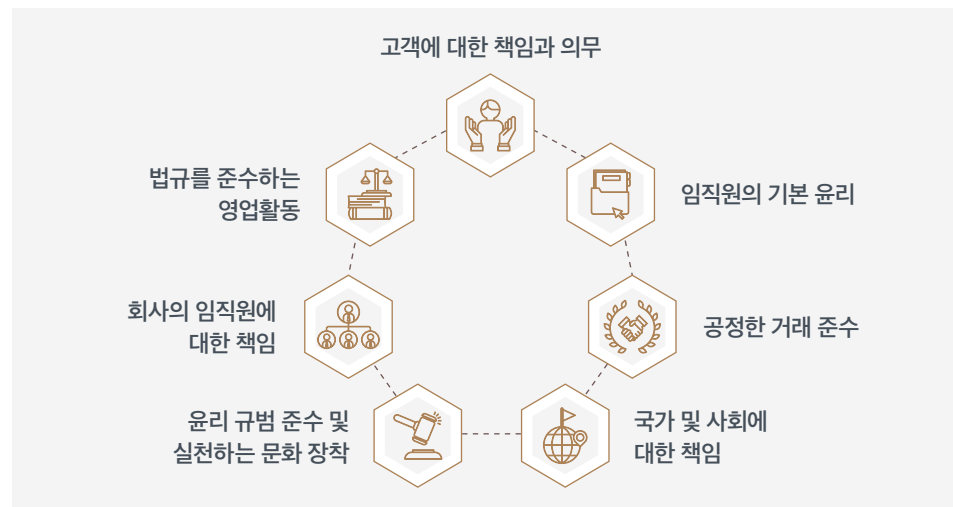 고객에 대한 책임과 의무
법규를 준수하는
영업활동
임직원의 기본 윤리
회사의 임직원에
대한 책임
공정한 거래 준수
윤리 규범 준수 및
실천하는 문화 장착
국가 및 사회에
대한 책임